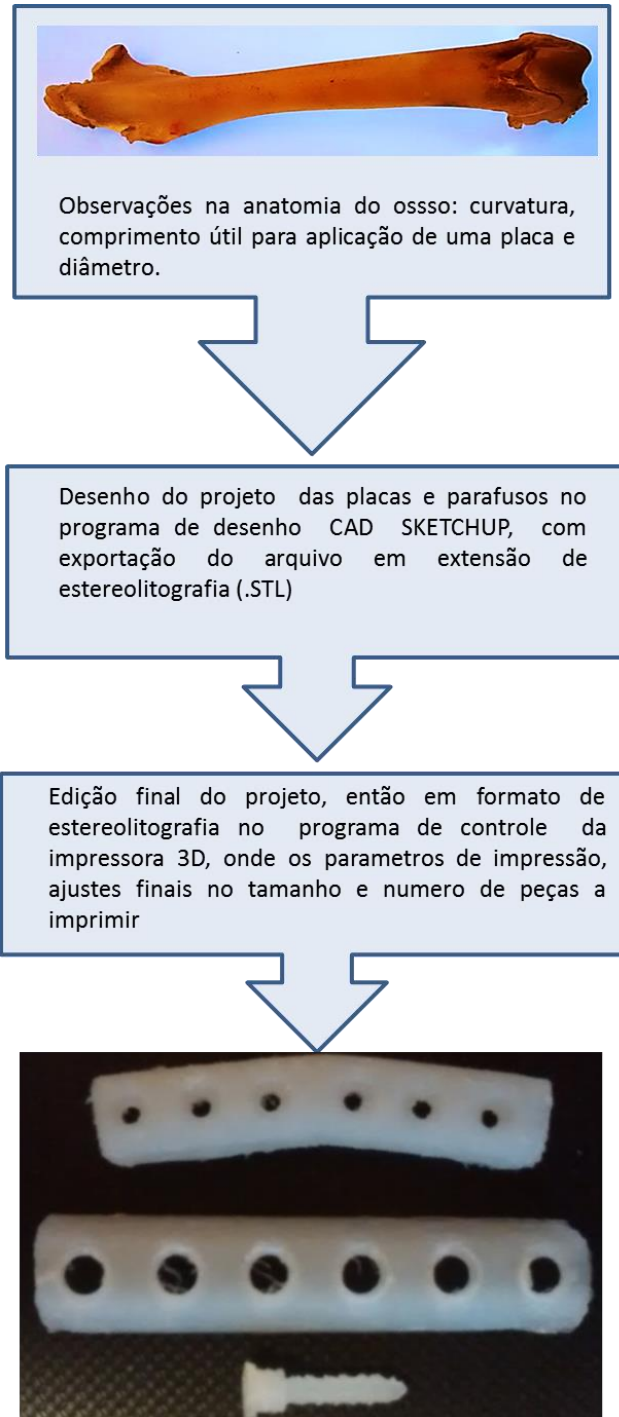 Observações na anatomia do ossso: curvatura,
comprimento útil para aplicação de uma placa e
diâmetro.
Desenho do projeto das placas e parafusos no
programa de desenho CAD SKETCHUP, com
exportação do arquivo em extensão de
estereolitografia (.STL)
Edição final do projeto, então em formato de
estereolitografia no programa de controle da
impressora 3D, onde os parametros de impressão,
ajustes finais no tamanho e numero de peças a
imprimir